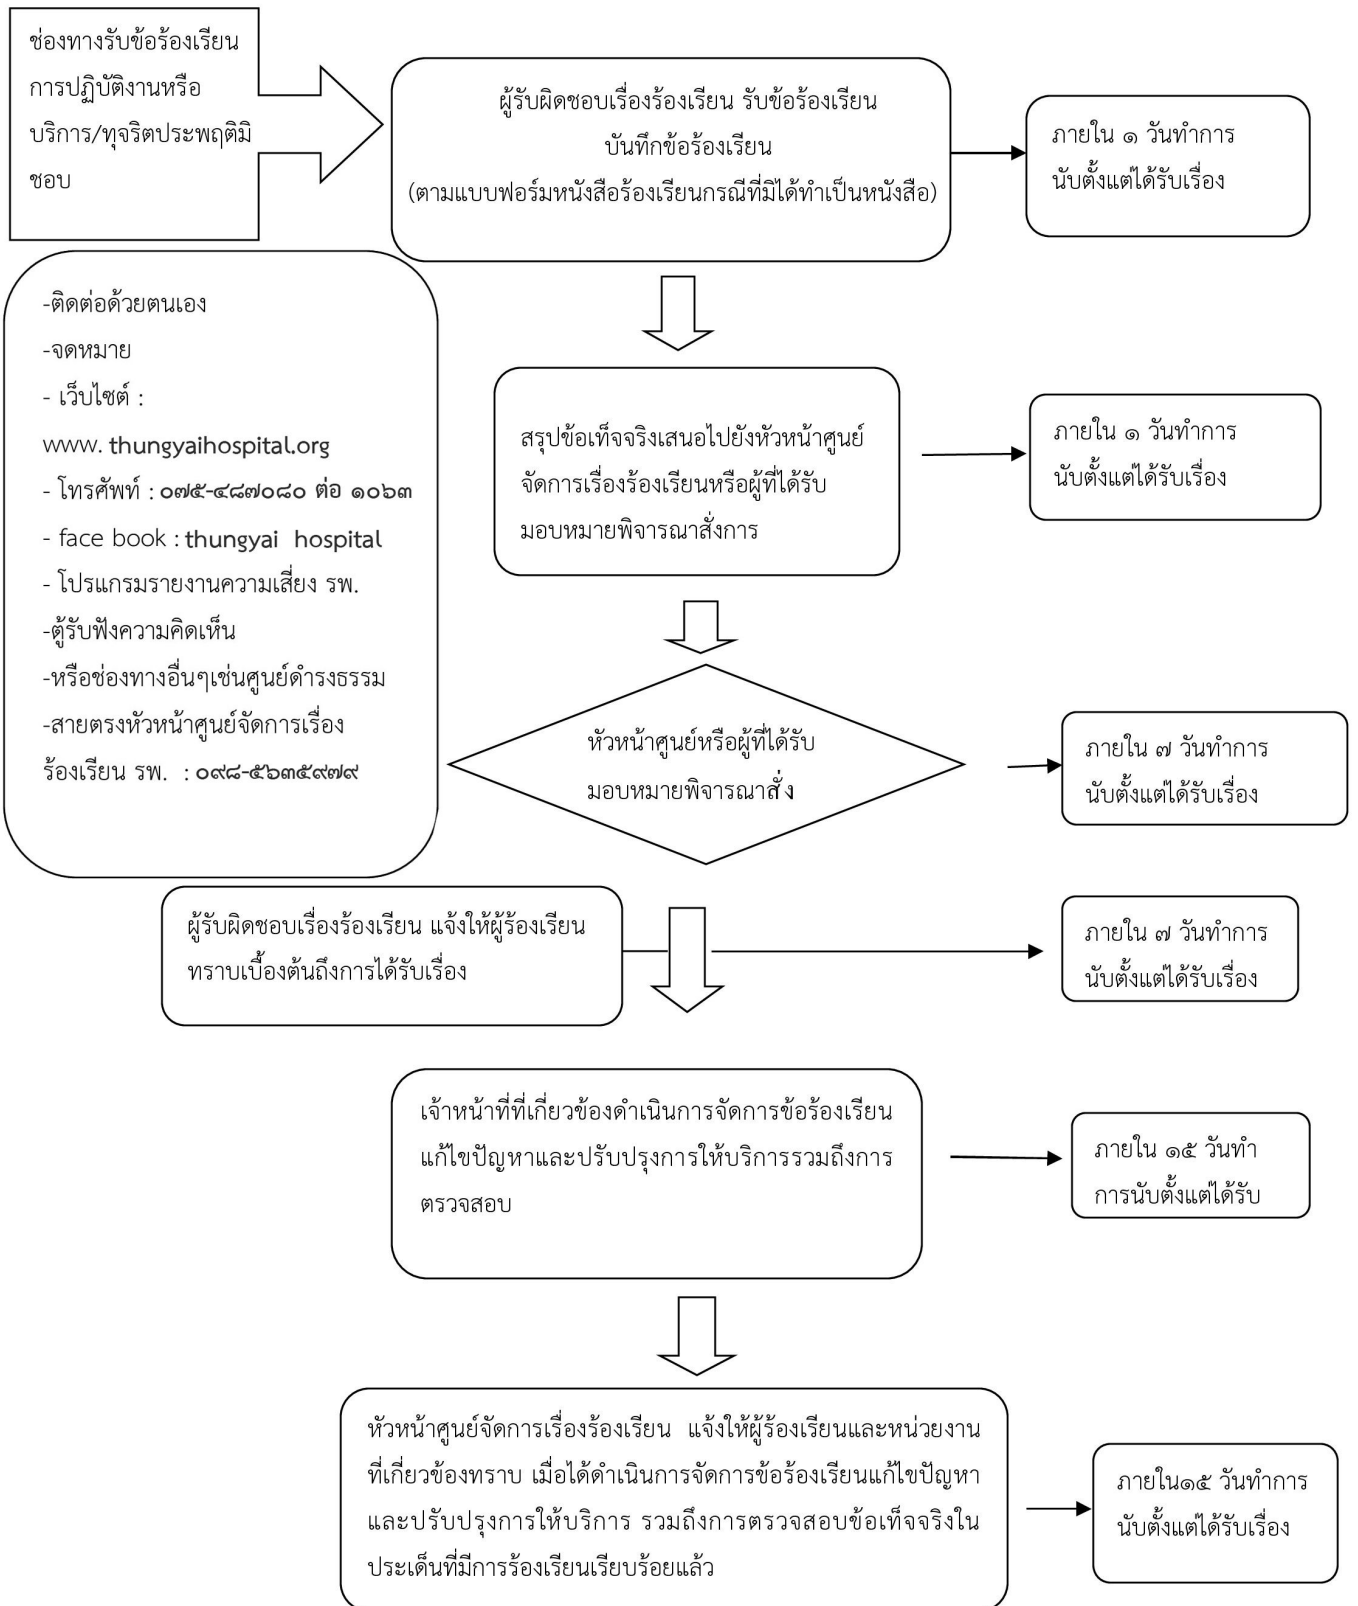 ช่องทางรับข้อร้องเรียน
การปฏิบัติงานหรือ
บริการ/ทุจริตประพฤติมิ
ชอบ
ผู้รับผิดชอบเรื่องร้องเรียน รับข้อร้องเรียน
บันทึกข้อร้องเรียน
(ตามแบบฟอร์มหนังสือร้องเรียนกรณีที่มิได้ทำเป็นหนังสือ)
ภายใน ๑ วันทำการ
นับตั้งแต่ได้รับเรื่อง
-ติดต่อด้วยตนเอง
-จดหมาย
- เว็บไซต์ :
www. thungyaihospital.org
- โทรศัพท์ : ๐๗๕-๔๘๗๐๘๐ ต่อ ๑๐๖๓
- face book : thungyai hospital
- โปรแกรมรายงานความเสี่ยง รพ.
-ตู้รับฟังความคิดเห็น
-หรือช่องทางอื่นๆเช่นศูนย์ดำรงธรรม
-สายตรงหัวหน้าศูนย์จัดการเรื่อง
ร้องเรียน รพ. : ๐๙๘-๕๖๓๕๙๗๙
สรุปข้อเท็จจริงเสนอไปยังหัวหน้าศูนย์
จัดการเรื่องร้องเรียนหรือผู้ที่ได้รับ
มอบหมายพิจารณาสั่งการ
ภายใน ๑ วันทำการ
นับตั้งแต่ได้รับเรื่อง
หัวหน้าศูนย์หรือผู้ที่ได้รับ
มอบหมายพิจารณาสั่ง
ภายใน ๗ วันทำการ
นับตั้งแต่ได้รับเรื่อง
ผู้รับผิดชอบเรื่องร้องเรียน แจ้งให้ผู้ร้องเรียน
ทราบเบื้องต้นถึงการได้รับเรื่อง
ภายใน ๗ วันทำการ
นับตั้งแต่ได้รับเรื่อง
เจ้าหน้าที่ที่เกี่ยวข้องดำเนินการจัดการข้อร้องเรียน
แก้ไขปัญหาและปรับปรุงการให้บริการรวมถึงการ
ตรวจสอบ
ภายใน ๑๕ วันทำ
การนับตั้งแต่ได้รับ
หัวหน้าศูนย์จัดการเรื่องร้องเรียน แจ้งให้ผู้ร้องเรียนและหน่วยงาน
ที่เกี่ยวข้องทราบ เมื่อได้ดำเนินการจัดการข้อร้องเรียนแก้ไขปัญหา
และปรับปรุงการให้บริการ รวมถึงการตรวจสอบข้อเท็จจริงใน
ประเด็นที่มีการร้องเรียนเรียบร้อยแล้ว
ภายใน๑๕ วันทำการ
นับตั้งแต่ได้รับเรื่อง